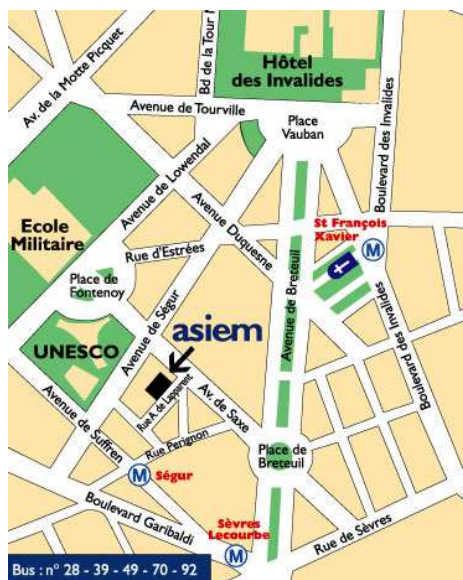 Av. de la Motte Picquet
Bd de la Tour M
Hôtel
des Invalides
Boulevard des Invalides
Avenue de Tourville
Place
Vauban
Avenue de Lowendal
Avenue Duquesne
St François
Xavier
M
Ecole
Militaire
Rue d'Estrées
Place de
Fontenoy
Avenue de Ségur
Avenue de Breteuil
Boulevard des Invalides
UNESCO
asiem
Rue A. de Lapparent
Av. de Saxe
Avenue de Suffren
Rue Perignon
Place de
Breteuil
M
Ségur
Boulevard Garibaldi
Sèvres
Lecourbe
M
Rue de Sèvres
Bus : n° 28 - 39 - 49 - 70 - 92